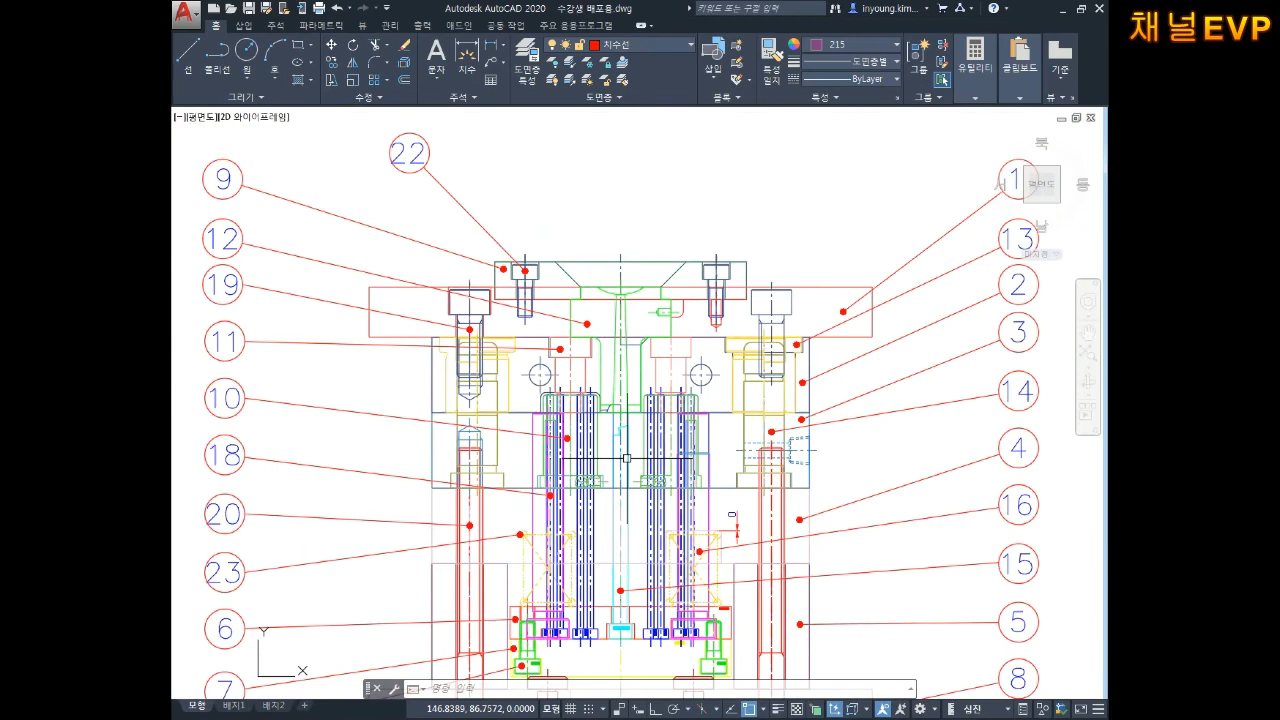 채널EVP
Autodesk AutoCAD 2020 수강생 배포용.dwg
키워드 또는 구 입력
inyoung.kim...
홈 삽입 주석 파라메트릭 뷰 관리 출력 애드인 공동 작업 주요 응용프로그램
선 폴리선 원 호
문자 치수
도면층 특성
지수선
삽입
특성 일치
215
도면층별
ByLayer
그룹
유틸리티
클립보드
기준
그리기 수정 주석 도면층 블록 특성 그룹 뷰
[-][평면도][2D 와이어프레임]
북
서 평면도 동
남
22
9
1
12
13
19
2
11
3
10
14
18
4
20
16
23
15
6
5
7
8
Y
X
명령 입력
모형 배치1 배치2 +
146.8389, 86.7572, 0.0000 모형
십진